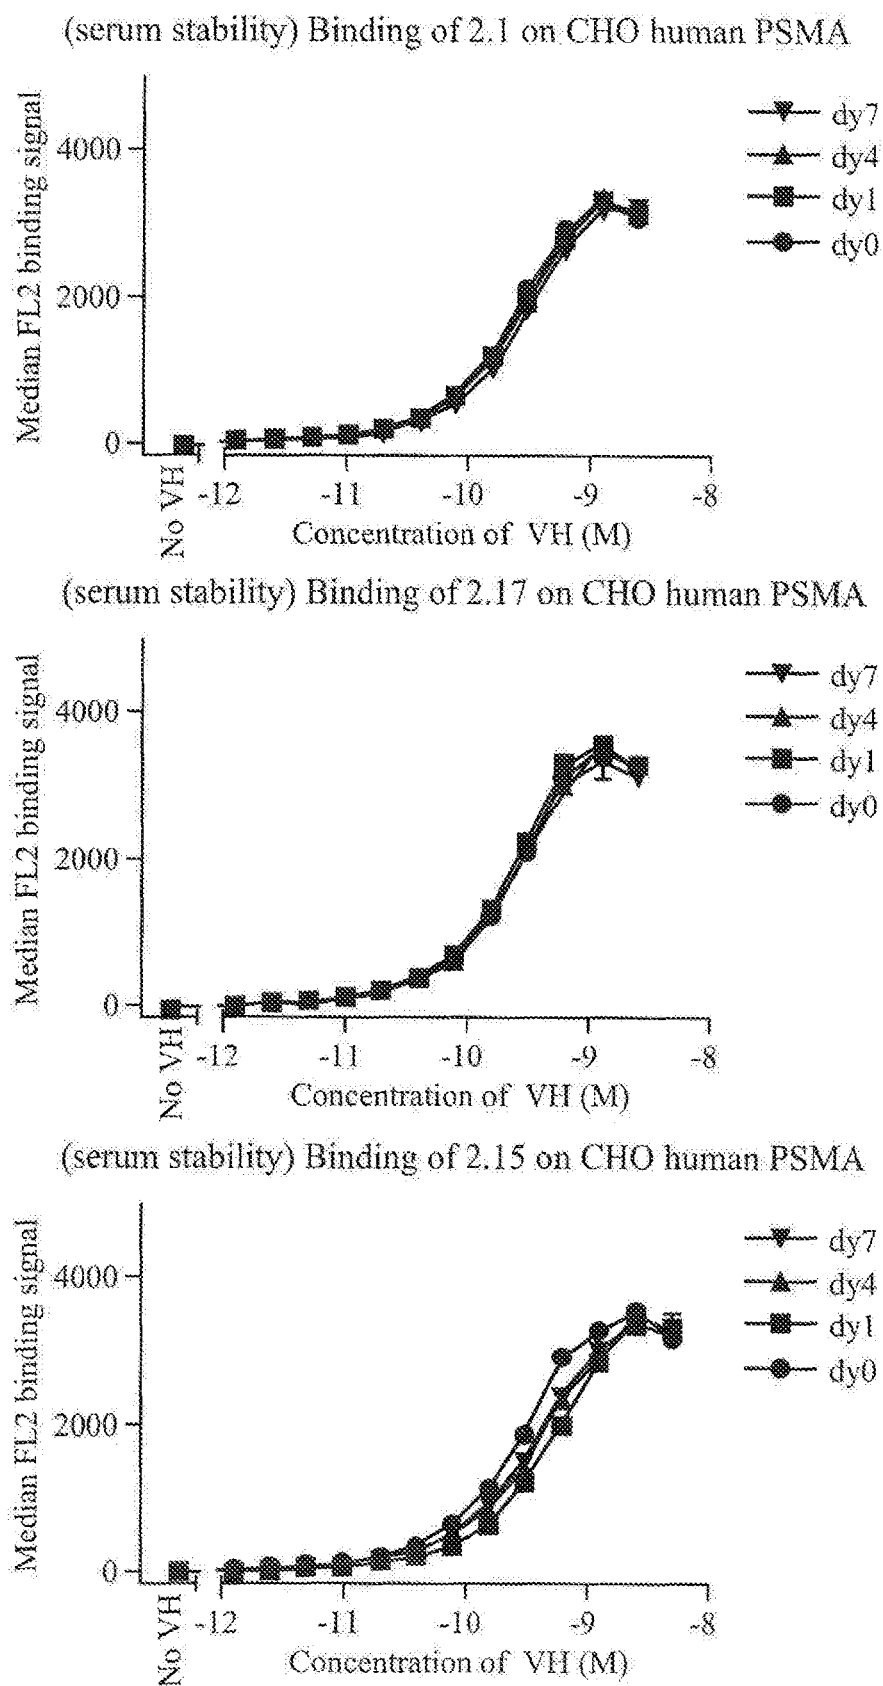 (serum stability) Binding of 2.1 on CHO human PSMA
Median FL2 binding signal
4000
2000
0
No VH
-12
-11
-10
-9
-8
Concentration of VH (M)
dy7
dy4
dy1
dy0
(serum stability) Binding of 2.17 on CHO human PSMA
Median FL2 binding signal
4000
2000
0
No VH
-12
-11
-10
-9
-8
Concentration of VH (M)
dy7
dy4
dy1
dy0
(serum stability) Binding of 2.15 on CHO human PSMA
Median FL2 binding signal
4000
2000
0
No VH
-12
-11
-10
-9
-8
Concentration of VH (M)
dy7
dy4
dy1
dy0